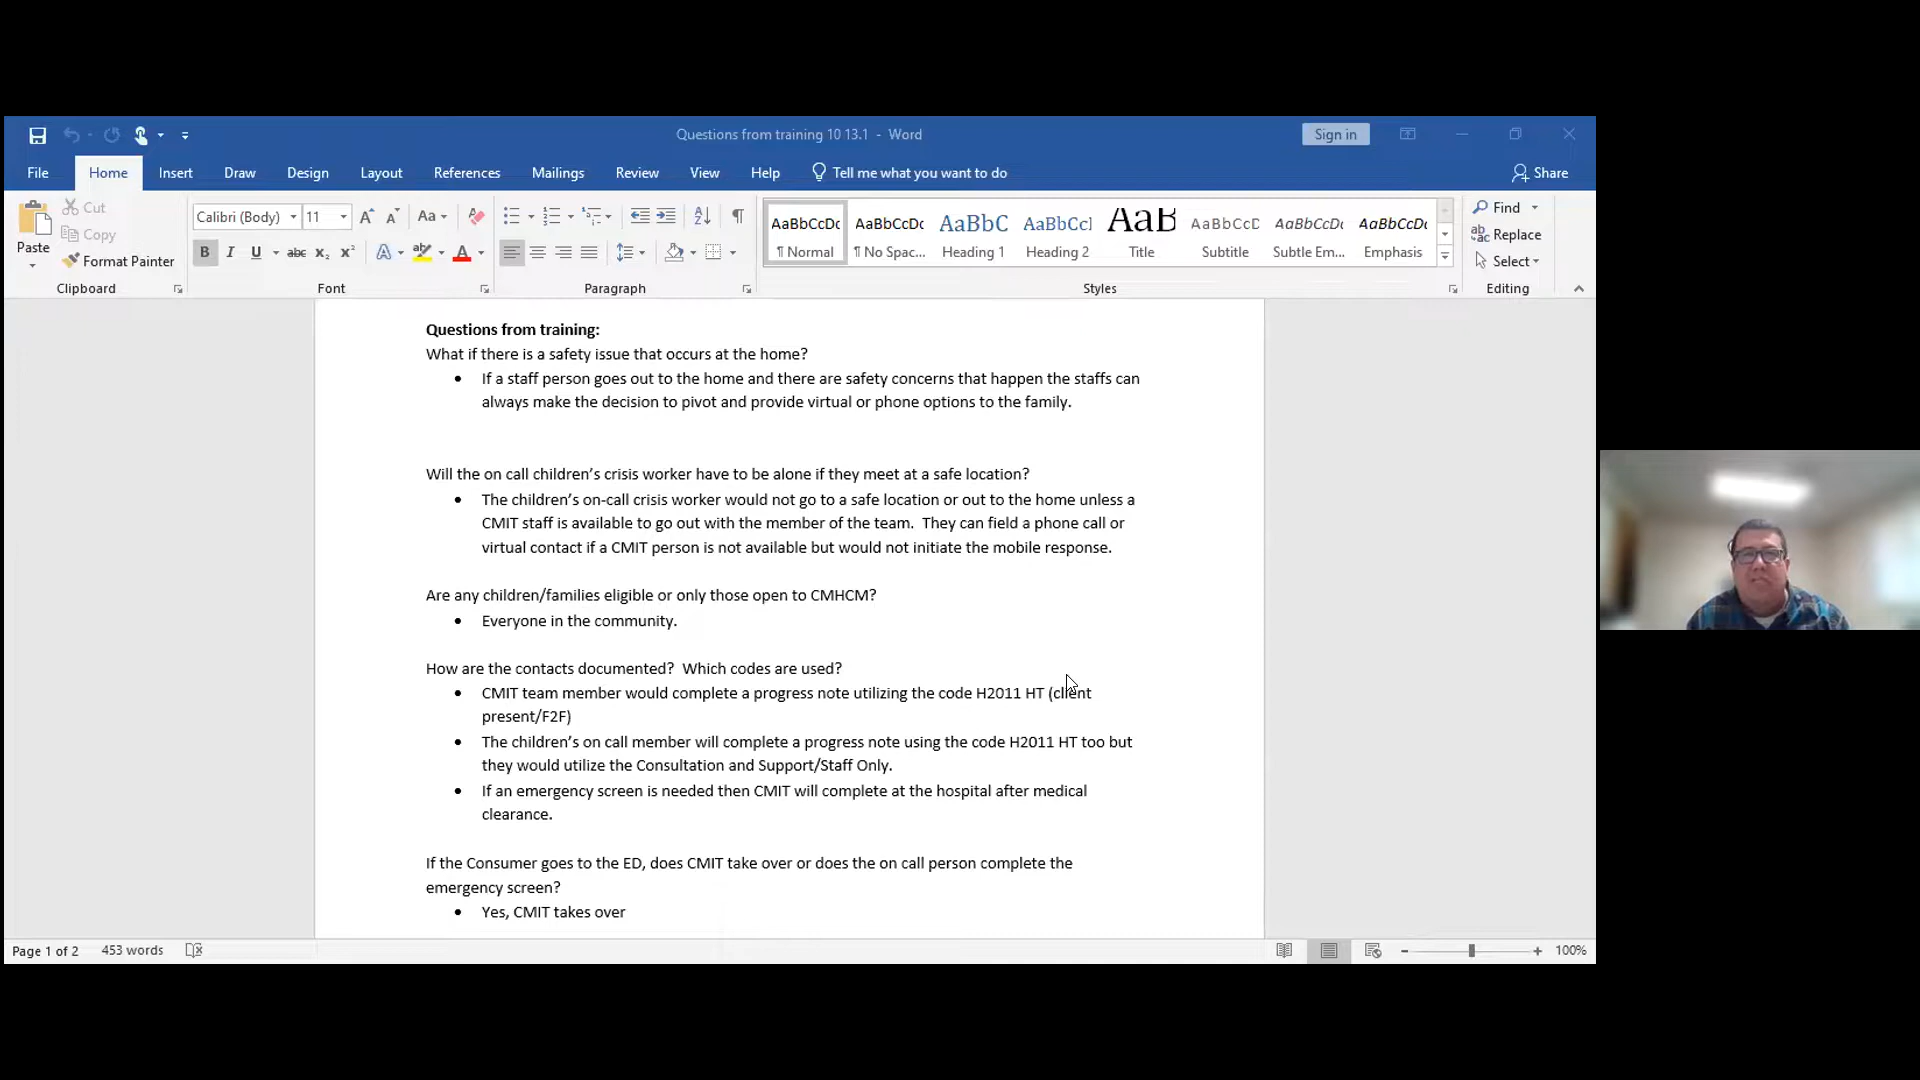 Questions from training 10 13.1 - Word
Sign in
File Home Insert Draw Design Layout References Mailings Review View Help Tell me what you want to do Share
Paste
Cut
Copy
Format Painter
Clipboard
Calibri (Body) 11
Font
Paragraph
AaBbCcDc AaBbCcDc AaBbC AaBbCcI AaB AaBbCcD AaBbCcDc AaBbCcDc
¶ Normal ¶ No Spac... Heading 1 Heading 2 Title Subtitle Subtle Em... Emphasis
Styles
Find
Replace
Select
Editing
Questions from training:
What if there is a safety issue that occurs at the home?
• If a staff person goes out to the home and there are safety concerns that happen the staffs can
always make the decision to pivot and provide virtual or phone options to the family.
Will the on call children’s crisis worker have to be alone if they meet at a safe location?
• The children’s on-call crisis worker would not go to a safe location or out to the home unless a
CMIT staff is available to go out with the member of the team. They can field a phone call or
virtual contact if a CMIT person is not available but would not initiate the mobile response.
Are any children/families eligible or only those open to CMHCM?
• Everyone in the community.
How are the contacts documented? Which codes are used?
• CMIT team member would complete a progress note utilizing the code H2011 HT (client
present/F2F)
• The children’s on call member will complete a progress note using the code H2011 HT too but
they would utilize the Consultation and Support/Staff Only.
• If an emergency screen is needed then CMIT will complete at the hospital after medical
clearance.
If the Consumer goes to the ED, does CMIT take over or does the on call person complete the
emergency screen?
• Yes, CMIT takes over
Page 1 of 2 453 words 100%